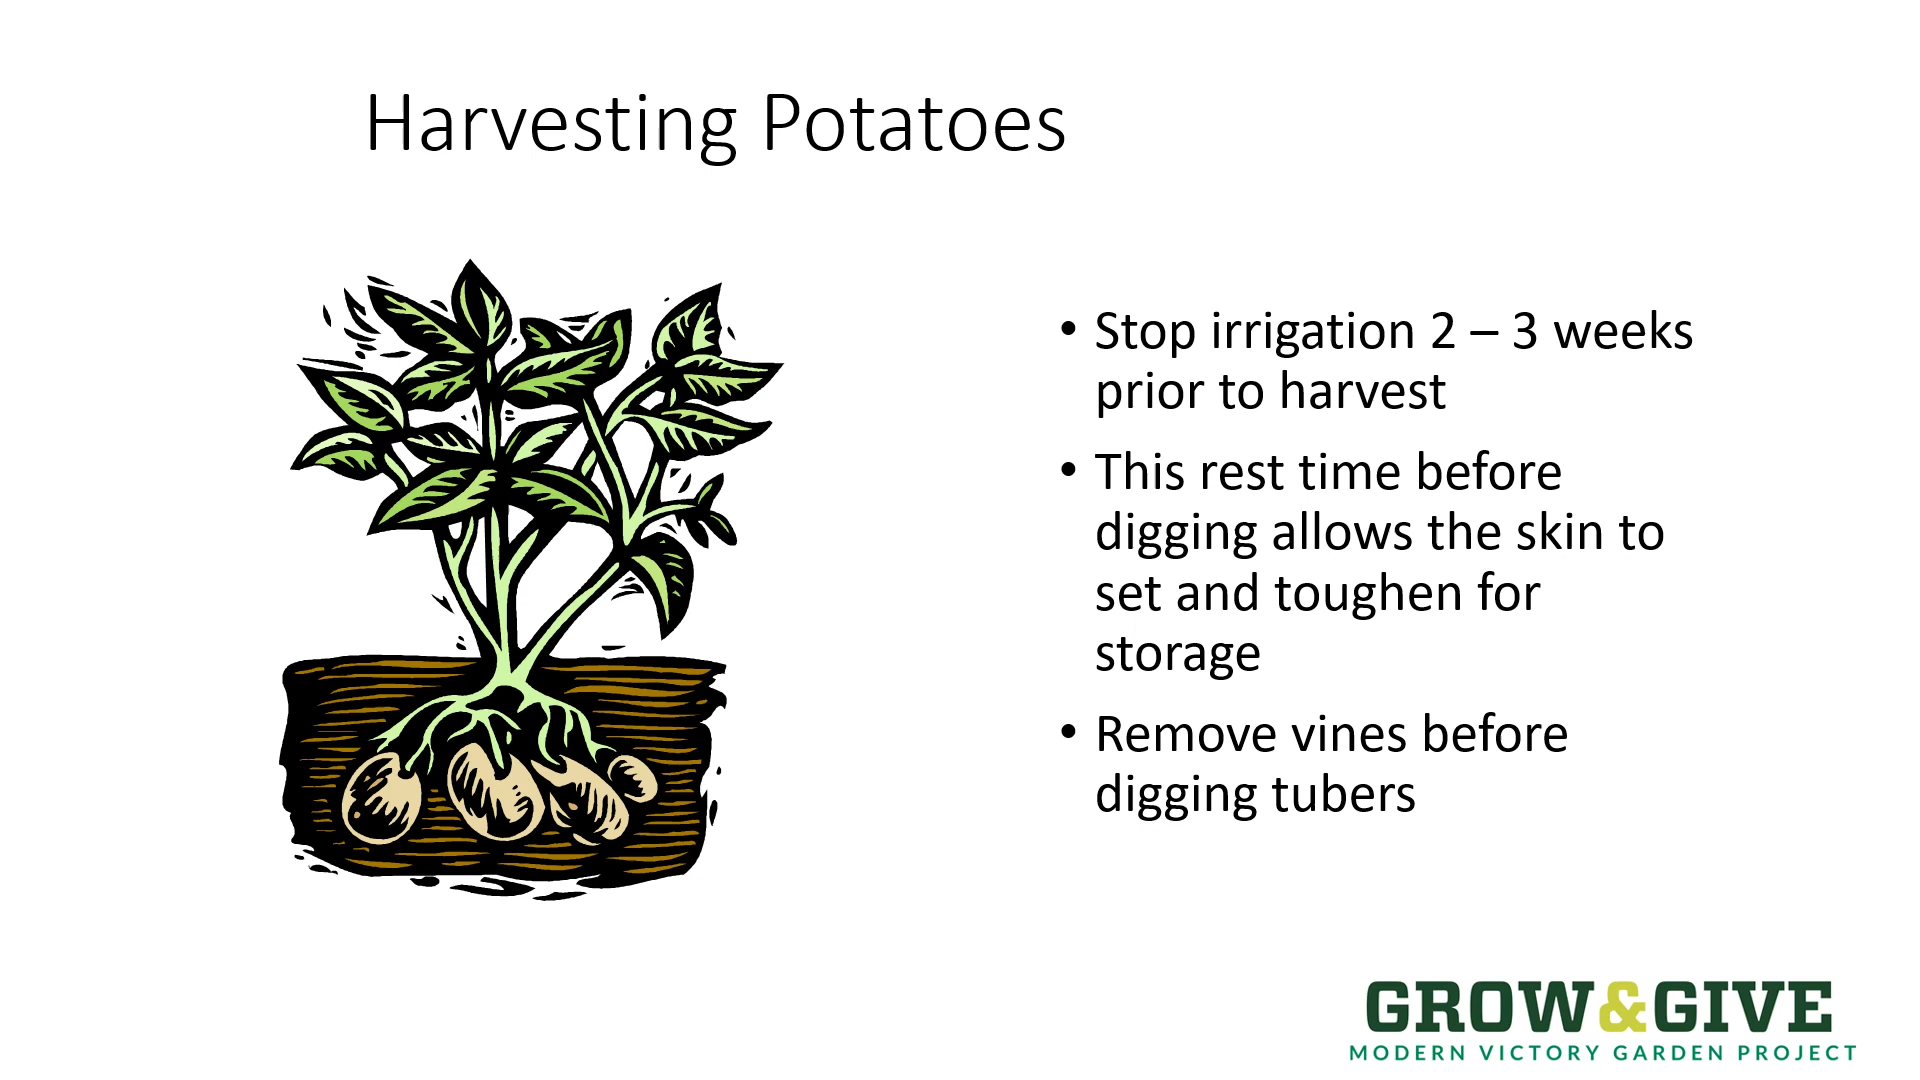 Harvesting Potatoes
• Stop irrigation 2 – 3 weeks
prior to harvest
• This rest time before
digging allows the skin to
set and toughen for
storage
• Remove vines before
digging tubers
GROW&GIVE
MODERN VICTORY GARDEN PROJECT